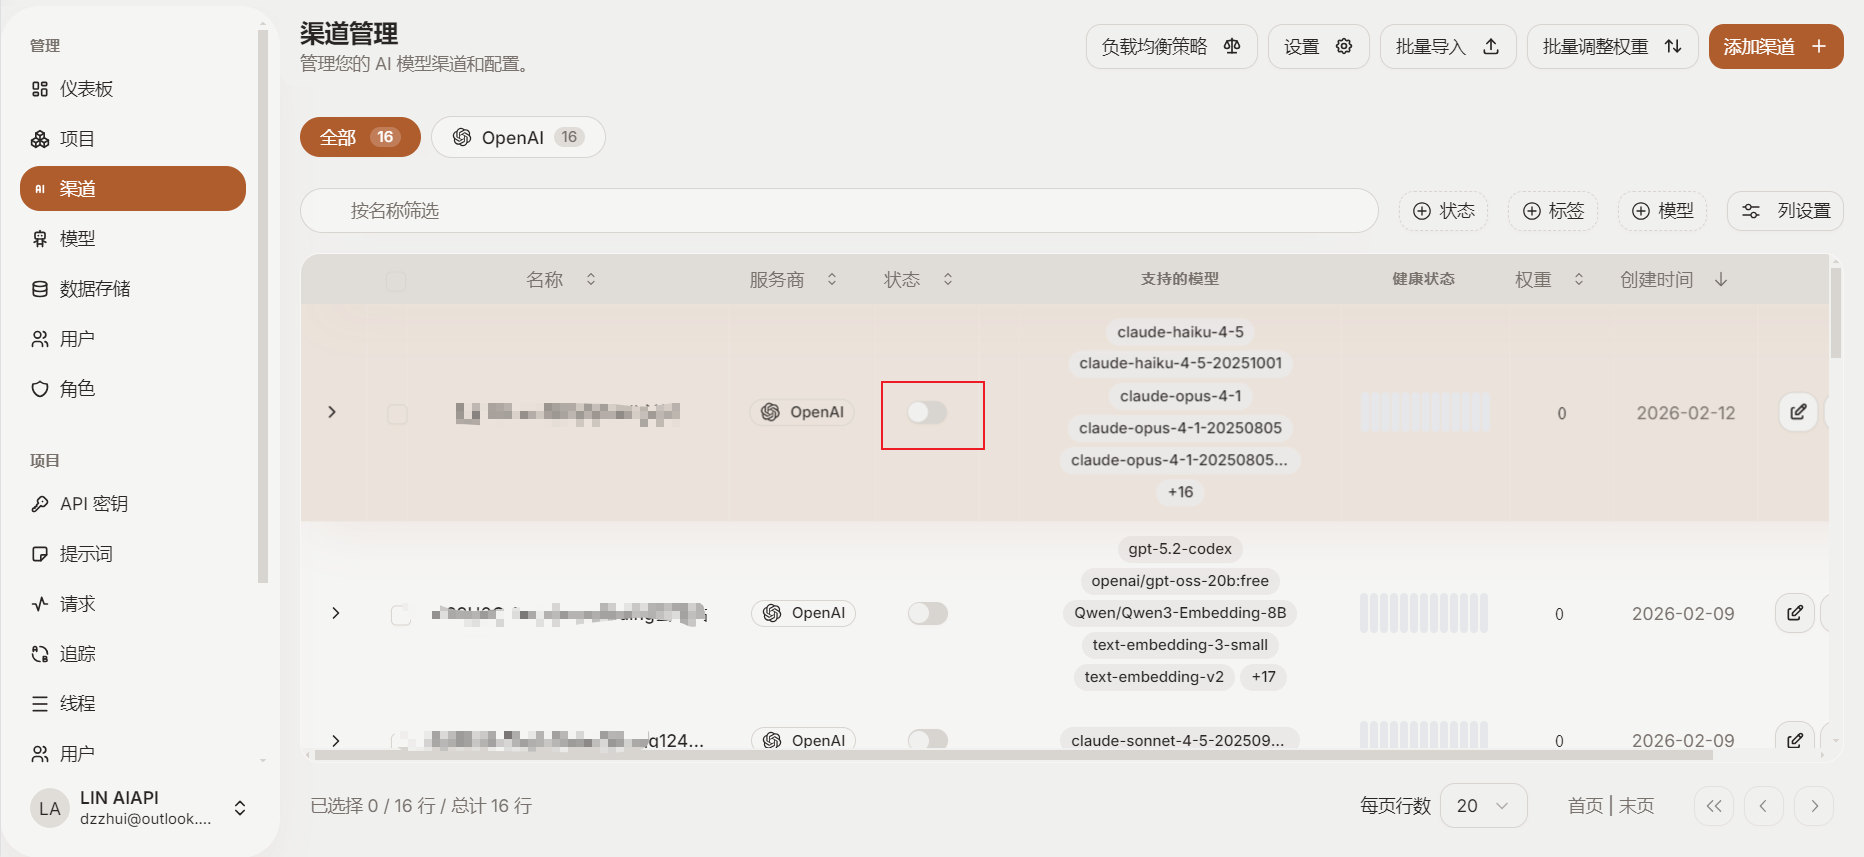 管理
仪表板
项目
AI 渠道
模型
数据存储
用户
角色
项目
API 密钥
提示词
请求
追踪
线程
用户
LA
LIN AIAPI
dzzhui@outlook....
渠道管理
管理您的 AI 模型渠道和配置。
负载均衡策略
设置
批量导入
批量调整权重
添加渠道
全部 16
OpenAI 16
按名称筛选
状态
标签
模型
列设置
名称 服务商 状态 支持的模型 健康状态 权重 创建时间
claude-haiku-4-5
claude-haiku-4-5-20251001
claude-opus-4-1
OpenAI 0 2026-02-12
claude-opus-4-1-20250805
claude-opus-4-1-20250805...
+16
gpt-5.2-codex
openai/gpt-oss-20b:free
OpenAI Qwen/Qwen3-Embedding-8B 0 2026-02-09
text-embedding-3-small
text-embedding-v2 +17
q124... OpenAI claude-sonnet-4-5-202509... 0 2026-02-09
已选择 0 / 16 行 / 总计 16 行
每页行数 20
首页 | 末页